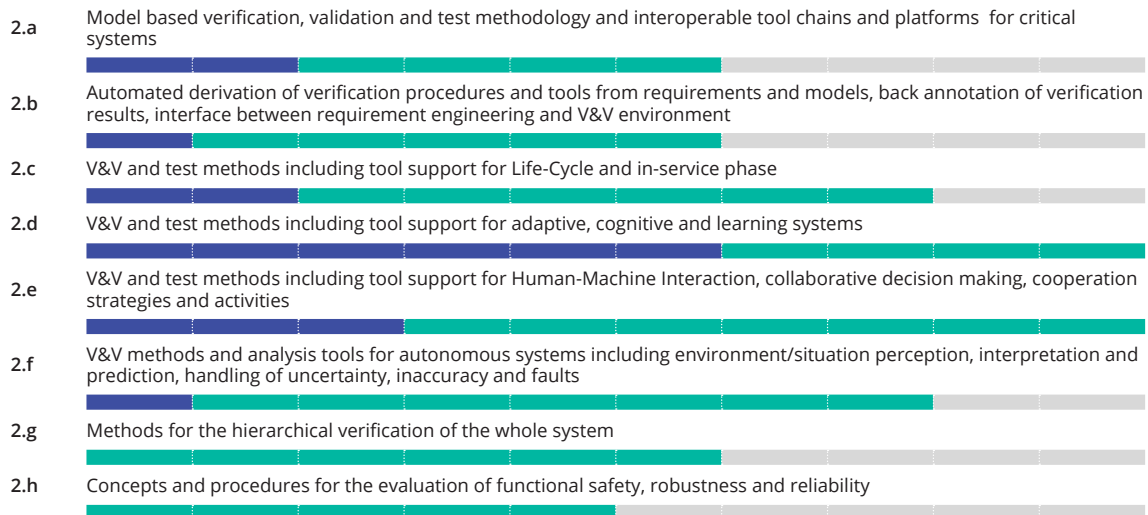 2.a Model based verification, validation and test methodology and interoperable tool chains and platforms for critical
systems
2.b Automated derivation of verification procedures and tools from requirements and models, back annotation of verification
results, interface between requirement engineering and V&V environment
2.c V&V and test methods including tool support for Life-Cycle and in-service phase
2.d V&V and test methods including tool support for adaptive, cognitive and learning systems
2.e V&V and test methods including tool support for Human-Machine Interaction, collaborative decision making, cooperation
strategies and activities
2.f V&V methods and analysis tools for autonomous systems including environment/situation perception, interpretation and
prediction, handling of uncertainty, inaccuracy and faults
2.g Methods for the hierarchical verification of the whole system
2.h Concepts and procedures for the evaluation of functional safety, robustness and reliability